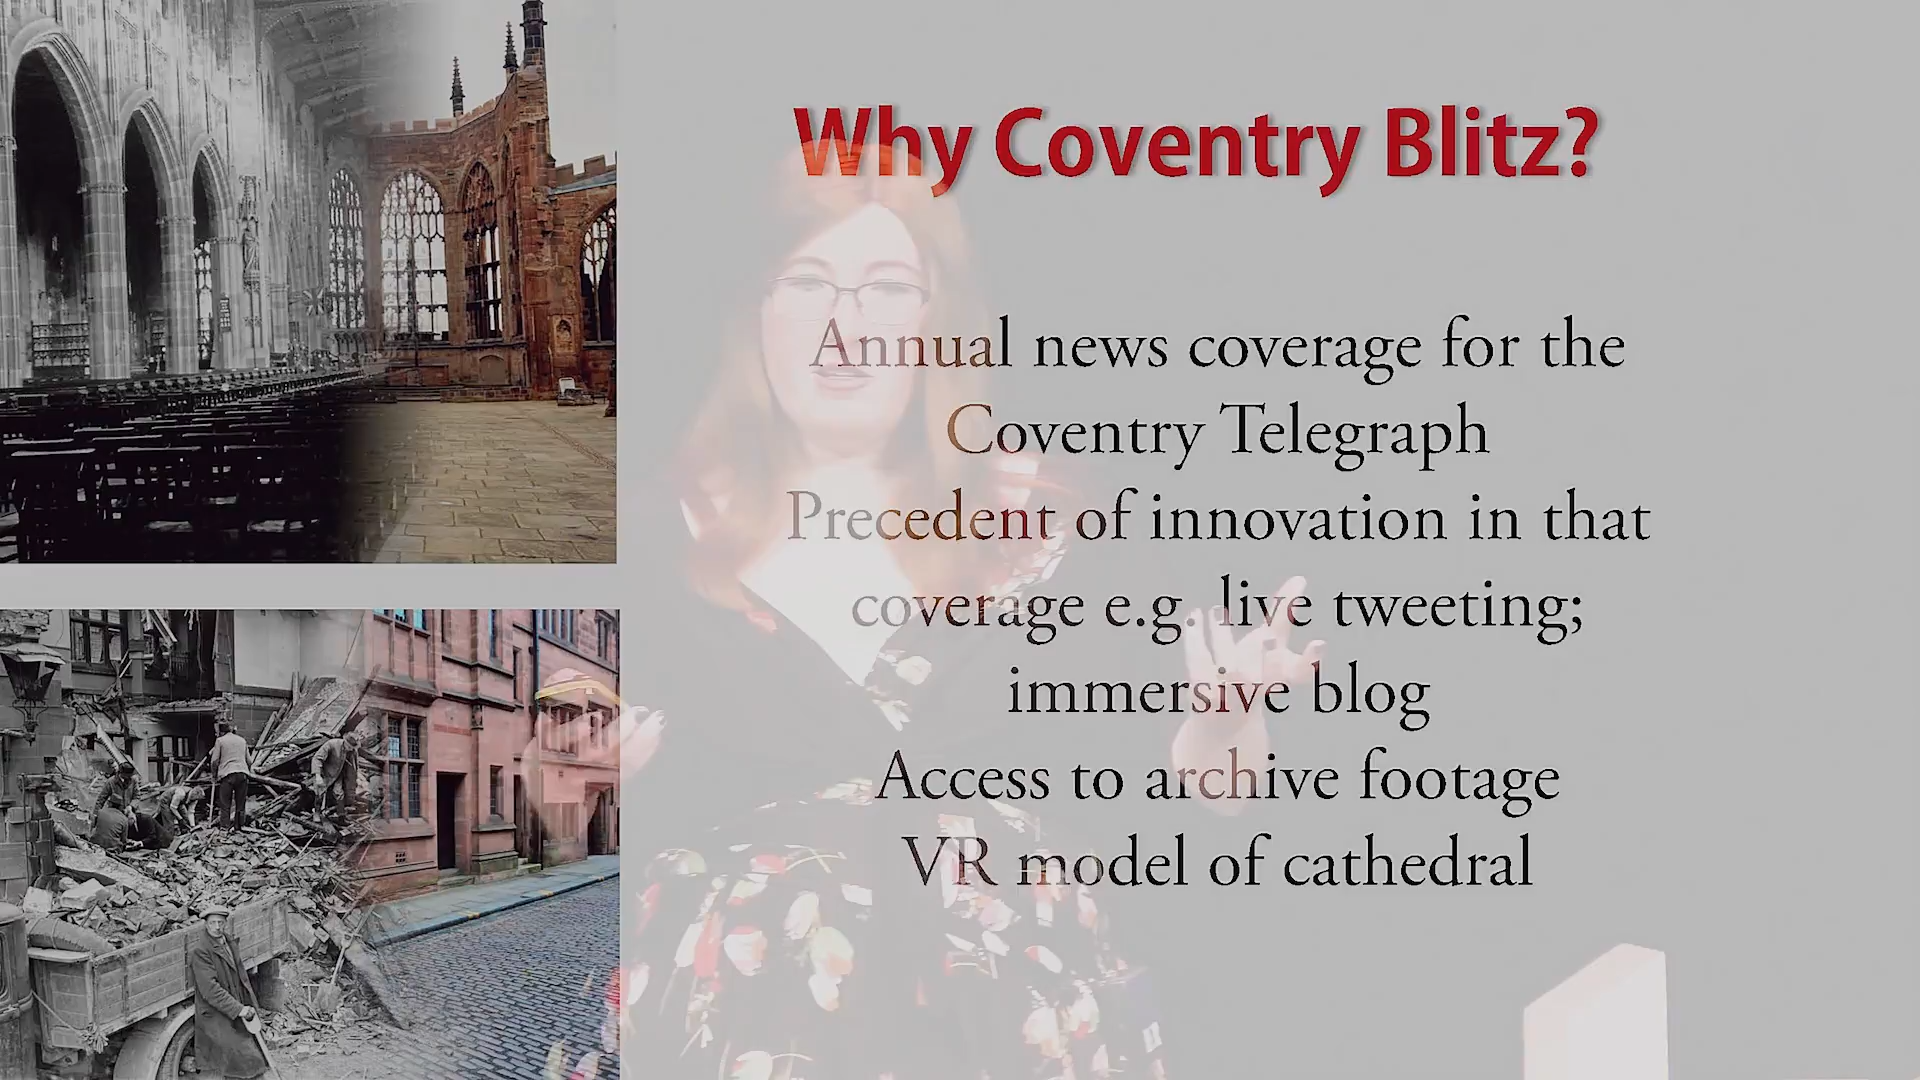 Why Coventry Blitz?
Annual news coverage for the
Coventry Telegraph
Precedent of innovation in that
coverage e.g. live tweeting;
immersive blog
Access to archive footage
VR model of cathedral